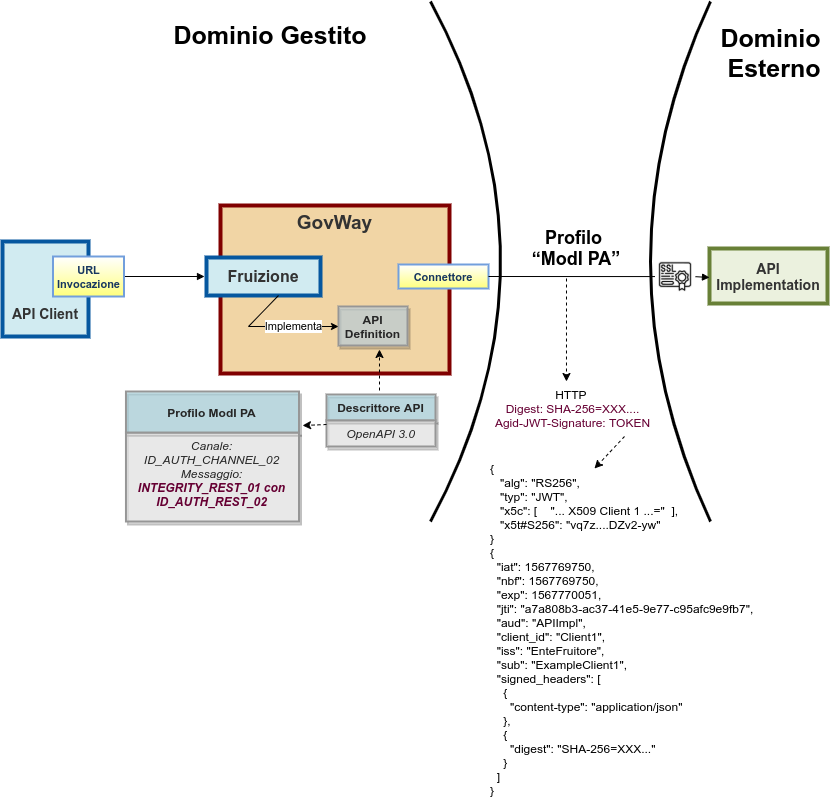 Dominio Gestito
Dominio
Esterno
GovWay
Profilo
“ModI PA”
URL
Invocazione
API Client
Fruizione
Connettore
SSL
API
Implementation
Implementa
API
Definition
Profilo ModI PA
Canale:
ID_AUTH_CHANNEL_02
Messaggio:
INTEGRITY_REST_01 con
ID_AUTH_REST_02
Descrittore API
OpenAPI 3.0
HTTP
Digest: SHA-256=XXX....
Agid-JWT-Signature: TOKEN
{
"alg": "RS256",
"typ": "JWT",
"x5c": [ "... X509 Client 1 ...=" ],
"x5t#S256": "vq7z....DZv2-yw"
}
{
"iat": 1567769750,
"nbf": 1567769750,
"exp": 1567770051,
"jti": "a7a808b3-ac37-41e5-9e77-c95afc9e9fb7",
"aud": "APIImpl",
"client_id": "Client1",
"iss": "EnteFruitore",
"sub": "ExampleClient1",
"signed_headers": [
{
"content-type": "application/json"
},
{
"digest": "SHA-256=XXX..."
}
]
}